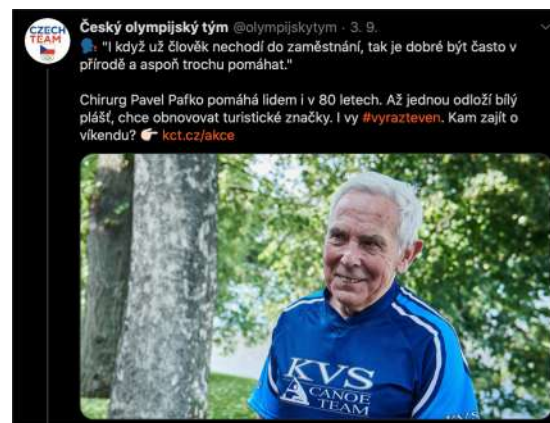 CZECH
TEAM
Český olympijský tým @olympijskytym · 3. 9.
"I když už člověk nechodí do zaměstnání, tak je dobré být často v
přírodě a aspoň trochu pomáhat."
Chirurg Pavel Pafko pomáhá lidem i v 80 letech. Až jednou odloží bílý
plášť, chce obnovovat turistické značky. I vy #vyrazteven. Kam zajít o
víkendu? 👉🏻 kct.cz/akce
KVS
CANOE
TEAM
KVS